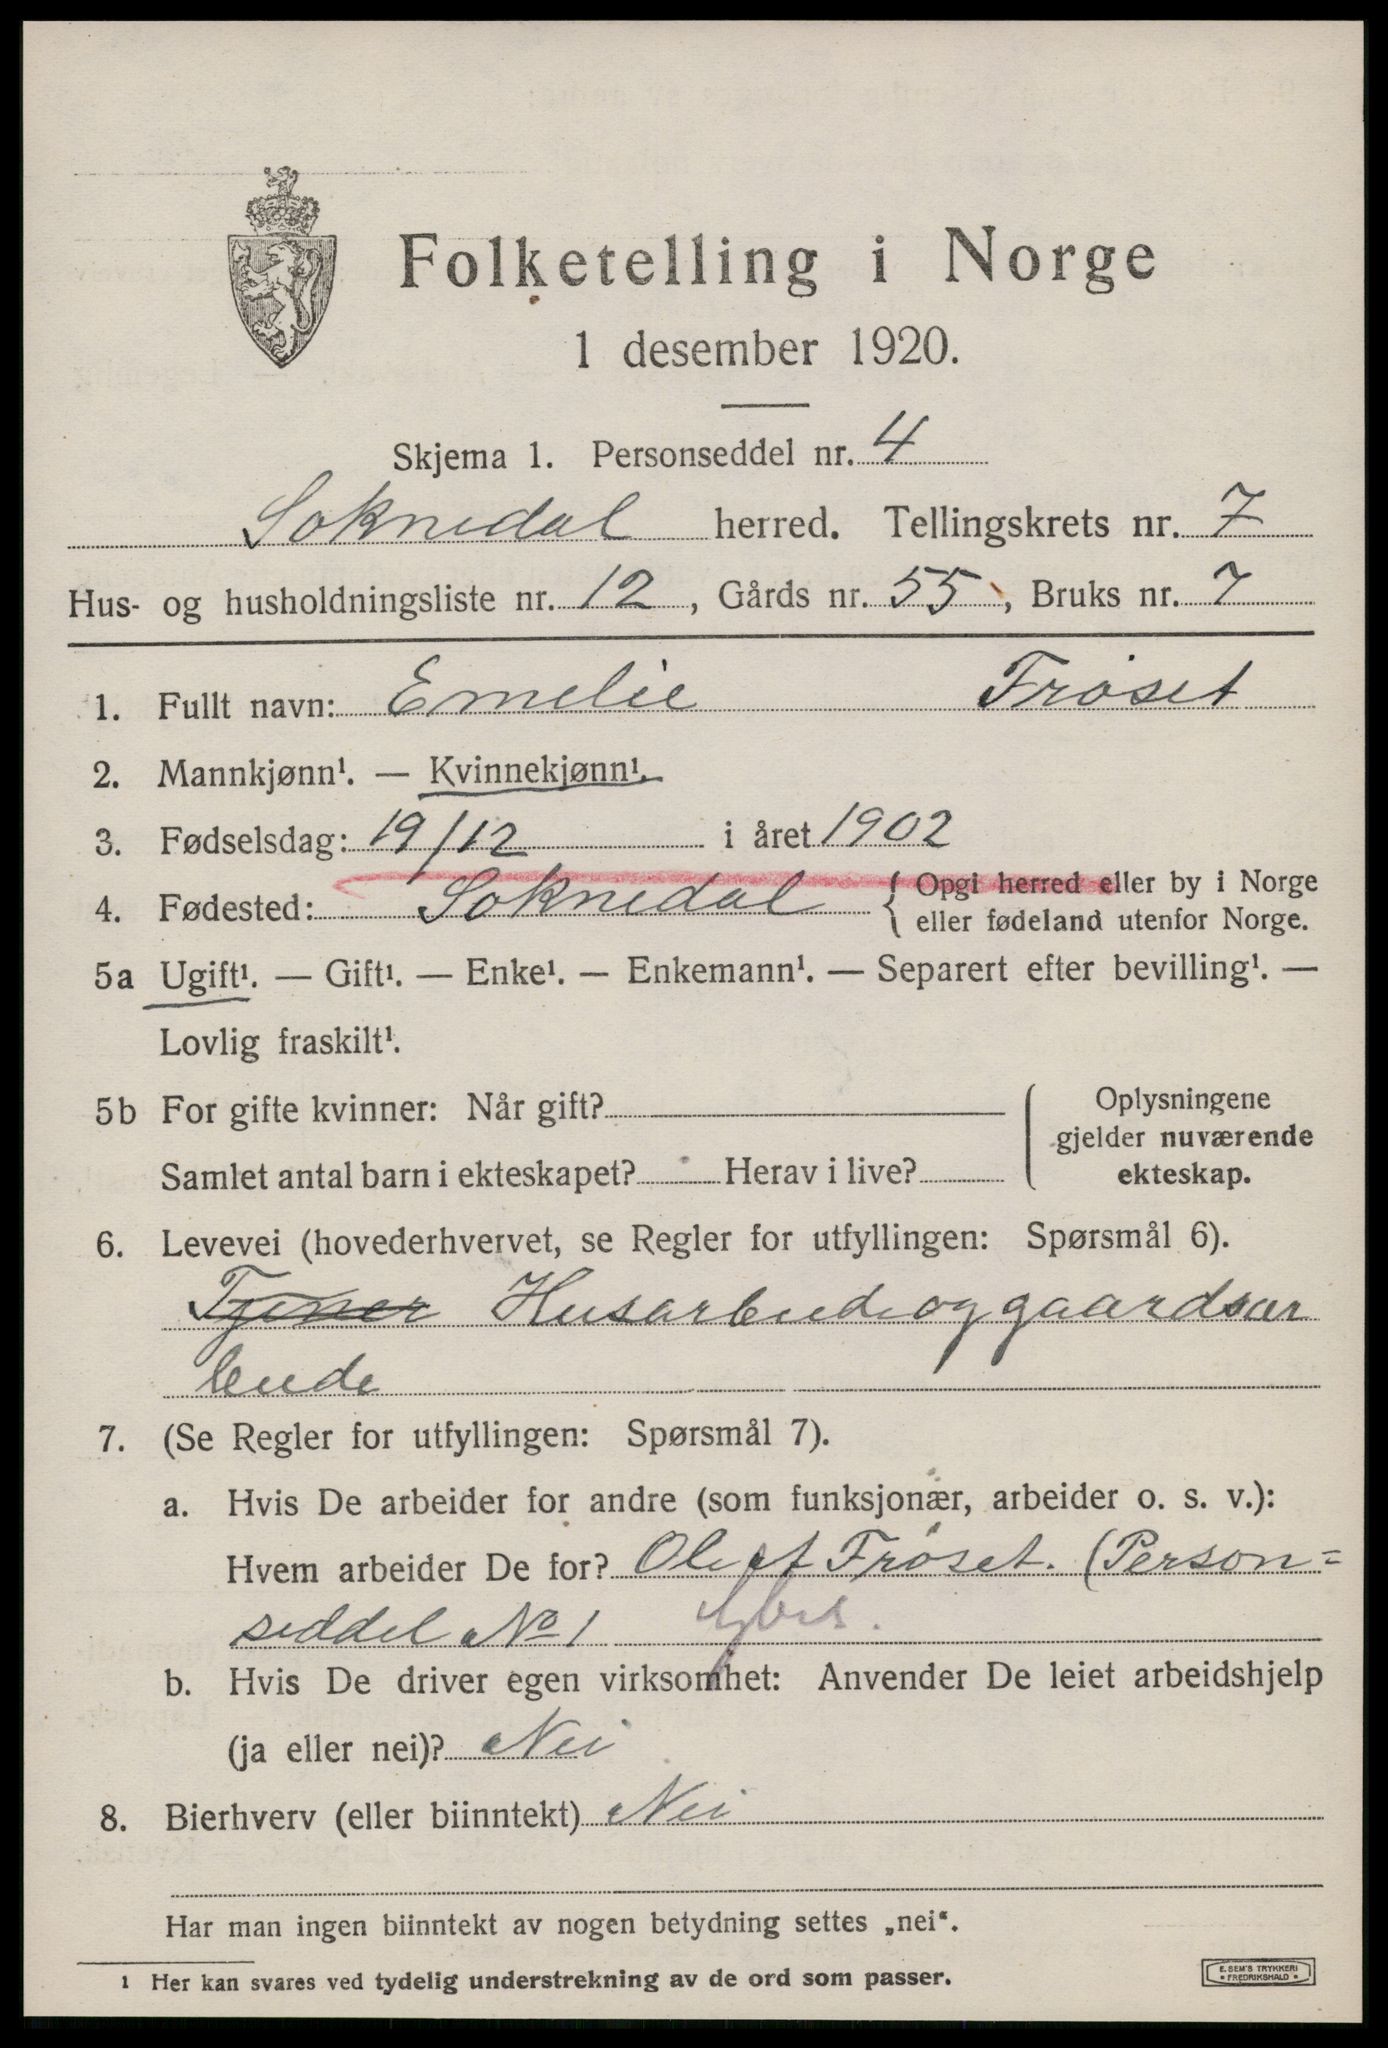 Folketelling i Norge
1 desember 1920.
Skjema 1. Personseddel nr. 4
Soknedal herred. Tellingskrets nr. 7
Hus- og husholdningsliste nr. 12, Gårds nr. 55, Bruks nr. 7
1. Fullt navn: Emelie Frøset
2. Mannkjønn¹. — Kvinnekjønn¹.
3. Fødselsdag: 19/12 i året 1902
4. Fødested: Soknedal { Opgi herred eller by i Norge
eller fødeland utenfor Norge.
5a Ugift¹. — Gift¹. — Enke¹. — Enkemann¹. — Separert efter bevilling¹. —
Lovlig fraskilt¹.
5b For gifte kvinner: Når gift?
Samlet antal barn i ekteskapet? Herav i live?
Oplysningene
gjelder nuværende
ekteskap.
6. Levevei (hovederhvervet, se Regler for utfyllingen: Spørsmål 6).
Tjener Husarbeide og gaardsar
beide
7. (Se Regler for utfyllingen: Spørsmål 7).
a. Hvis De arbeider for andre (som funksjonær, arbeider o. s. v.):
Hvem arbeider De for? Ole A Frøset. (Person=
seddel No 1
b. Hvis De driver egen virksomhet: Anvender De leiet arbeidshjelp
(ja eller nei)? Nei
8. Bierhverv (eller biinntekt) Nei
Har man ingen biinntekt av nogen betydning settes „nei“.
1 Her kan svares ved tydelig understrekning av de ord som passer.
E. SEM'S TRYKKERI
• FREDRIKSHALD •